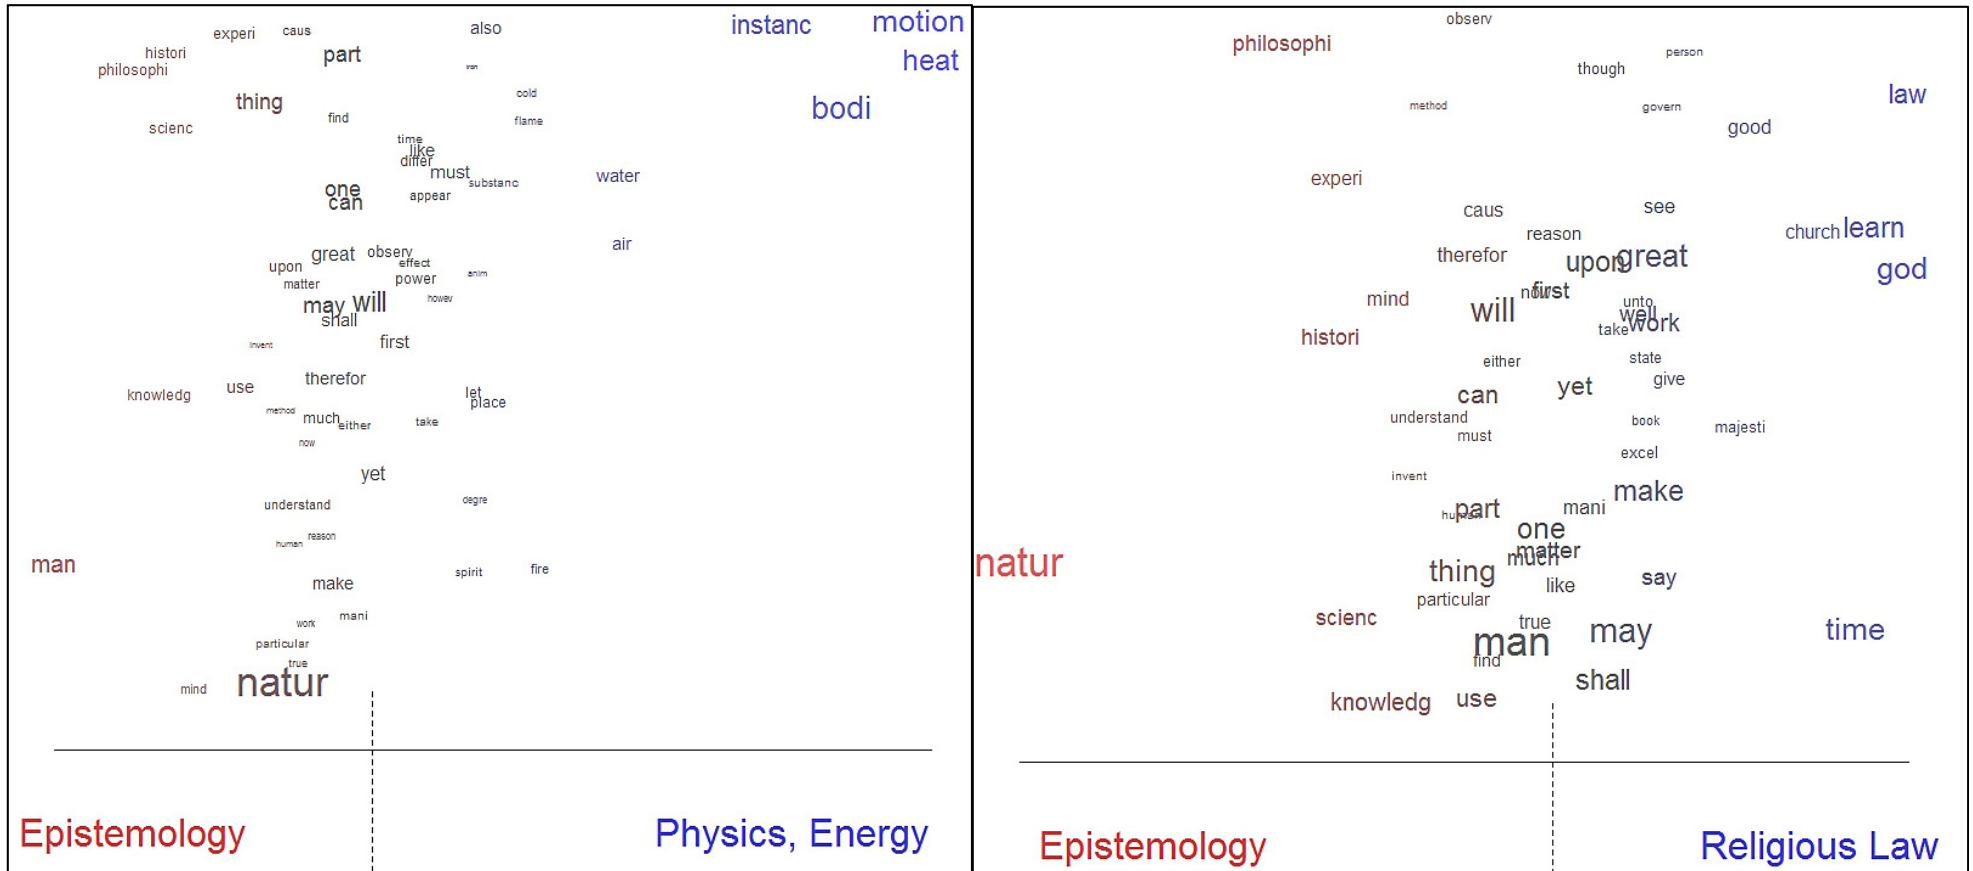 experi
caus
also
instanc
motion
histori
part
heat
philosophi
iron
thing
cold
bodi
find
flame
scienc
time
like
differ
must
water
substanc
one
appear
can
air
great
observ
upon
effect
matter
power
anim
may
will
howev
shall
first
invent
therefor
use
let
knowledg
place
method
much
either
take
now
yet
understand
degre
reason
human
man
spirit
fire
make
work
mani
particular
true
natur
mind
Epistemology
Physics, Energy
observ
philosophi
person
though
law
method
govern
good
experi
caus
see
reason
church
learn
therefor
upon
great
god
mind
now
first
unto
will
well
work
histori
take
either
state
give
can
yet
understand
book
majesti
must
excel
invent
make
part
mani
human
one
matter
much
natur
thing
like
say
particular
scienc
true
time
man
may
find
shall
knowledg
use
Epistemology
Religious Law